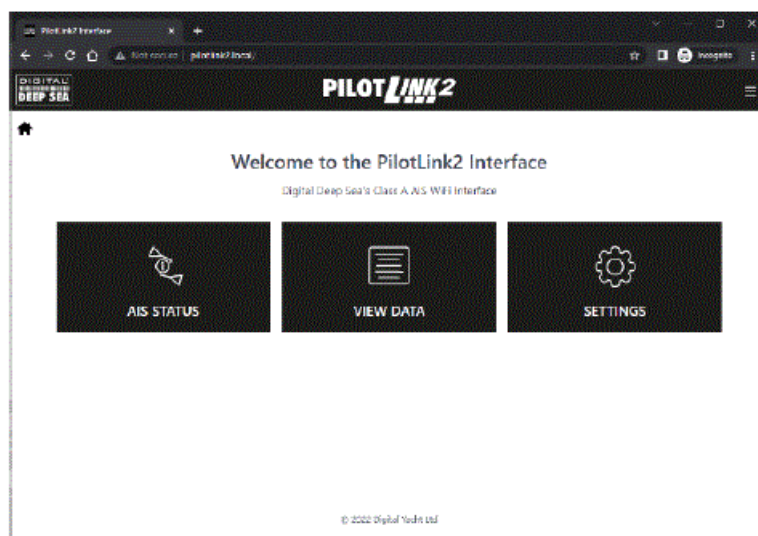 PilotLink2 Interface
Not secure pilotlink2.local/
Incognito
DIGITAL
DEEP SEA
PILOTLINK2
Welcome to the PilotLink2 Interface
Digital Deep Sea's Class A AIS WiFi Interface
AIS STATUS
VIEW DATA
SETTINGS
© 2022 Digital Yacht Ltd